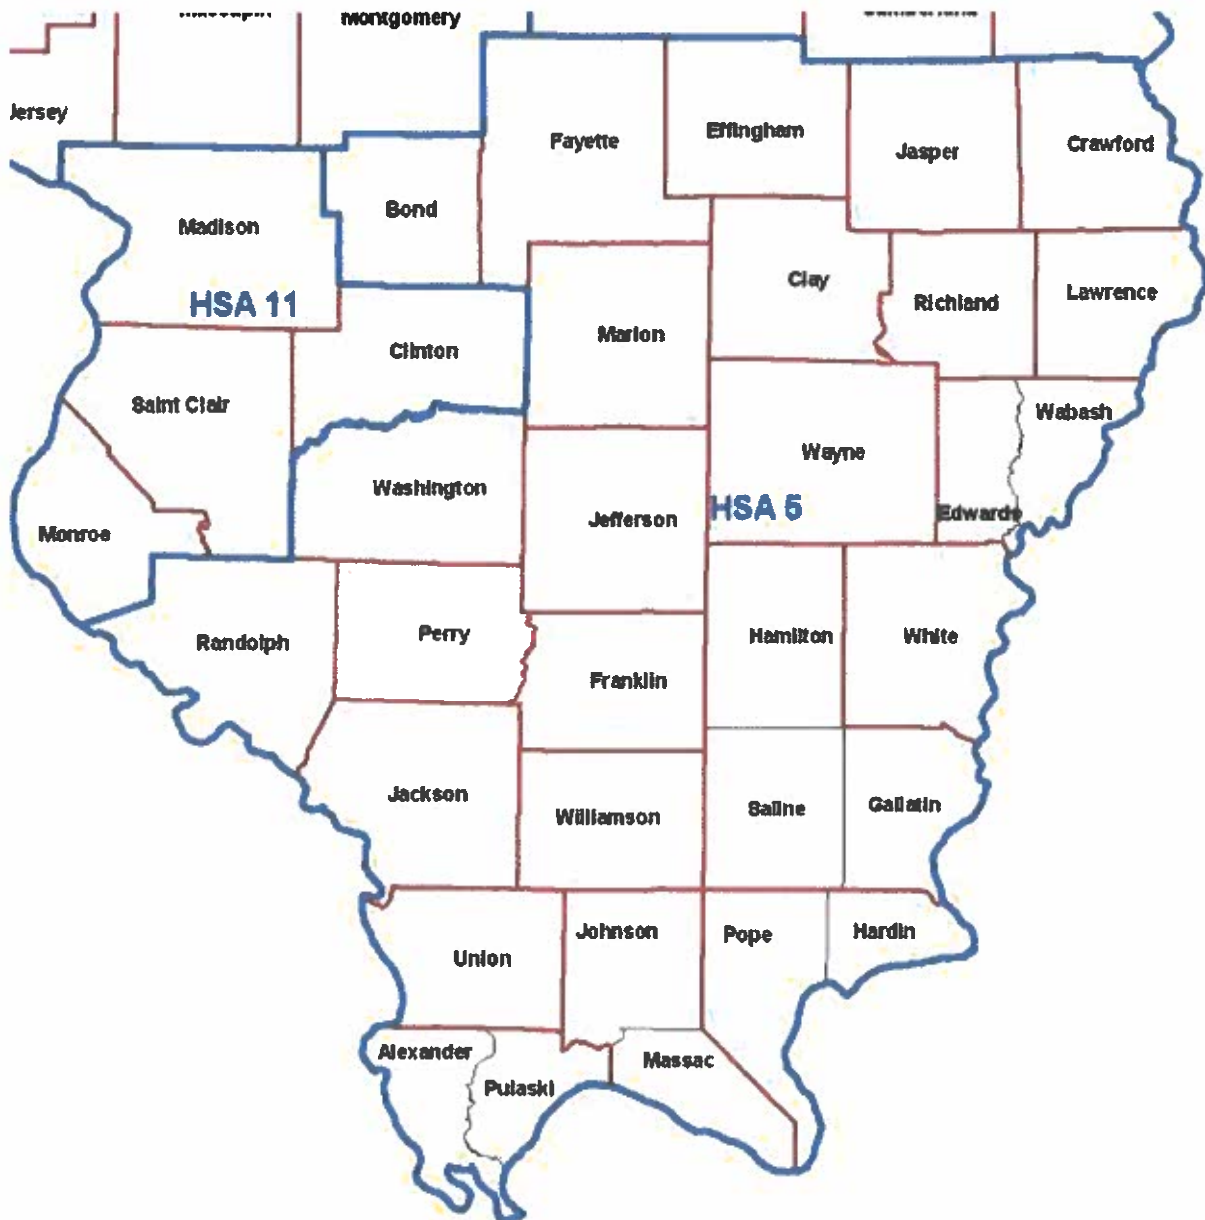 Montgomery
Jersey
Fayette
Effingham
Jasper
Crawford
Madison
Bond
HSA 11
Clay
Richland
Lawrence
Marion
Clinton
Saint Clair
Wabash
Wayne
Washington
HSA 5
Jefferson
Edwards
Monroe
Randolph
Perry
Hamilton
White
Franklin
Jackson
Williamson
Saline
Gallatin
Union
Johnson
Pope
Hardin
Alexander
Pulaski
Massac